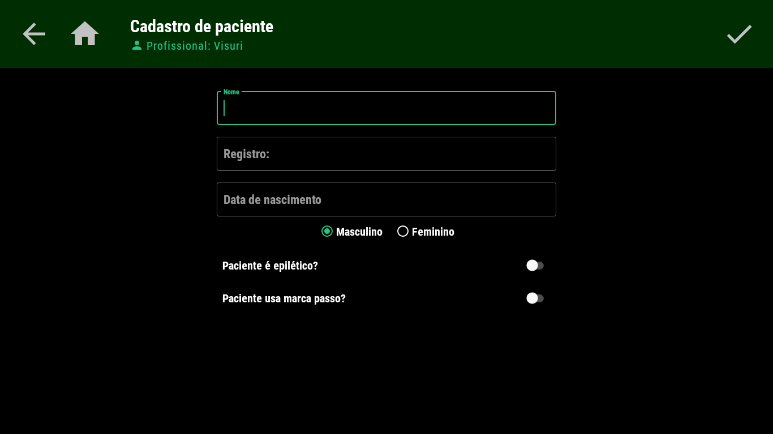 Cadastro de paciente
Profissional: Visuri
Nome
Registro:
Data de nascimento
Masculino Feminino
Paciente é epilético?
Paciente usa marca passo?